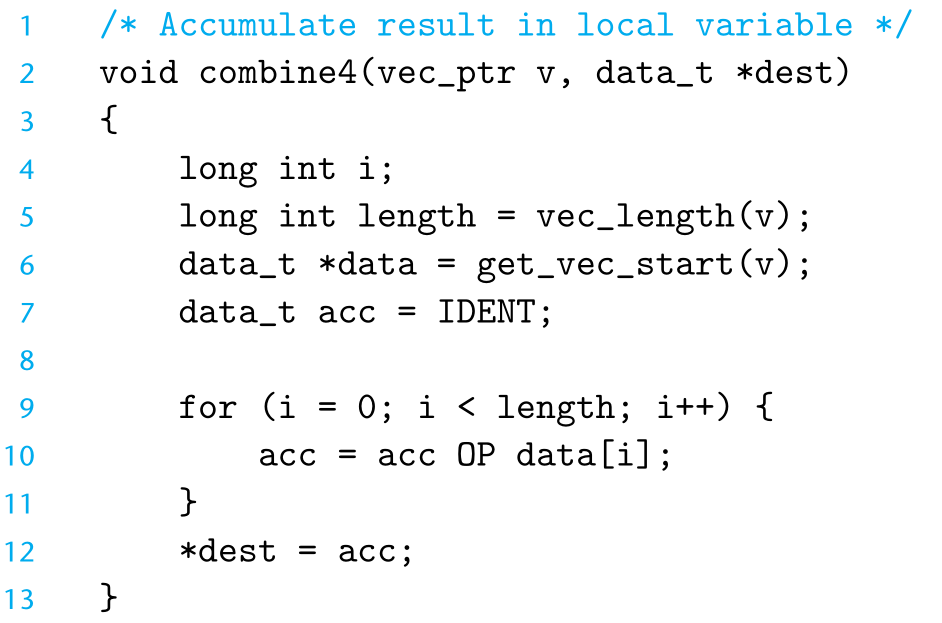 1 /* Accumulate result in local variable */
2 void combine4(vec_ptr v, data_t *dest)
3 {
4     long int i;
5     long int length = vec_length(v);
6     data_t *data = get_vec_start(v);
7     data_t acc = IDENT;
8
9     for (i = 0; i < length; i++) {
10         acc = acc OP data[i];
11     }
12     *dest = acc;
13 }